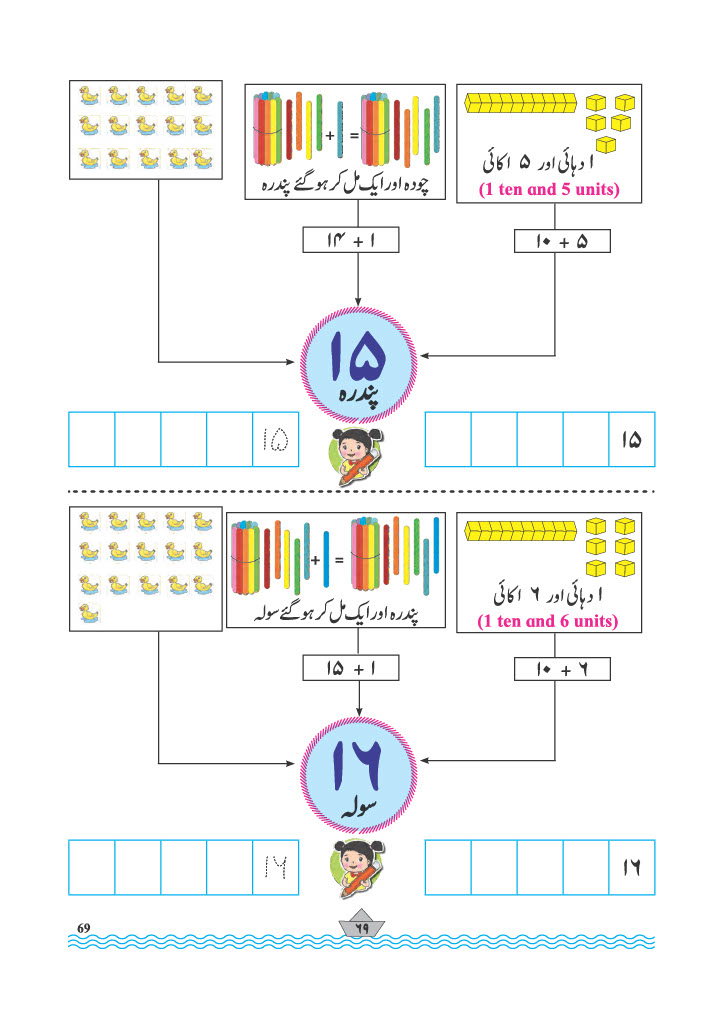 + =
چودہ اور ایک مل کر ہو گئے پندرہ
۱ دہائی اور ۵ اکائی
(1 ten and 5 units)
۱۴ + ۱
۱۰ + ۵
۱۵
پندرہ
۱۵
۱۵
+ =
پندرہ اور ایک مل کر ہو گئے سولہ
۱ دہائی اور ۶ اکائی
(1 ten and 6 units)
۱۵ + ۱
۱۰ + ۶
۱۶
سولہ
۱۶
۱۶
69
۶۹